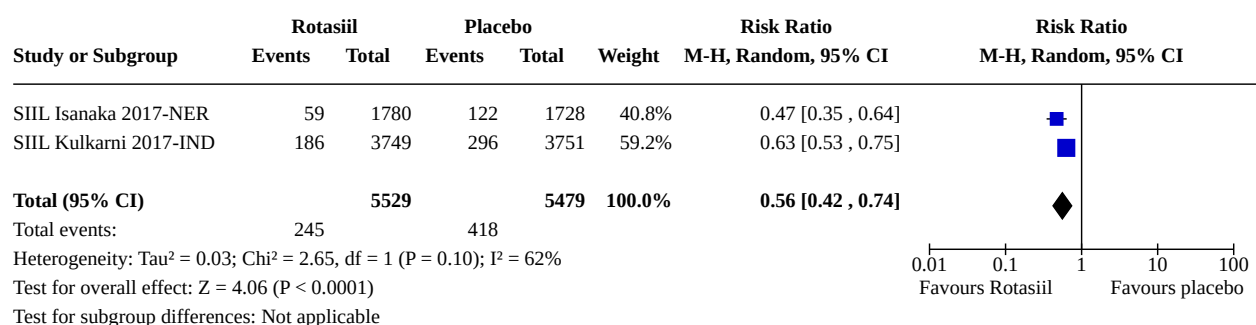 Rotasiil Placebo Risk Ratio Risk Ratio
Study or Subgroup Events Total Events Total Weight M-H, Random, 95% CI M-H, Random, 95% CI
SIIL Isanaka 2017-NER 59 1780 122 1728 40.8% 0.47 [0.35 , 0.64]
SIIL Kulkarni 2017-IND 186 3749 296 3751 59.2% 0.63 [0.53 , 0.75]
Total (95% CI) 5529 5479 100.0% 0.56 [0.42 , 0.74]
Total events: 245 418
Heterogeneity: Tau² = 0.03; Chi² = 2.65, df = 1 (P = 0.10); I² = 62%
0.01 0.1 1 10 100
Test for overall effect: Z = 4.06 (P < 0.0001) Favours Rotasiil Favours placebo
Test for subgroup differences: Not applicable